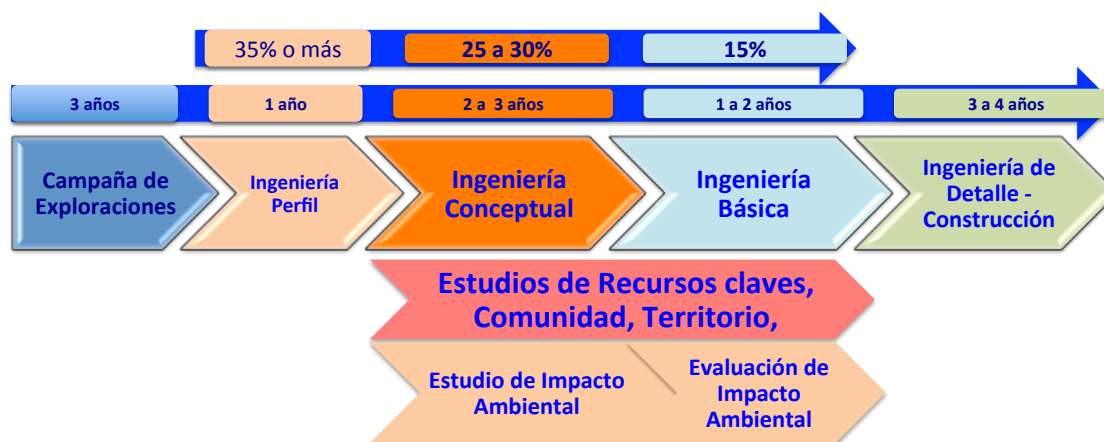 35% o más
25 a 30%
15%
3 años
1 año
2 a 3 años
1 a 2 años
3 a 4 años
Campaña de
Exploraciones
Ingeniería
Perfil
Ingeniería
Conceptual
Ingeniería
Básica
Ingeniería de
Detalle -
Construcción
Estudios de Recursos claves,
Comunidad, Territorio,
Estudio de Impacto
Ambiental
Evaluación de
Impacto
Ambiental